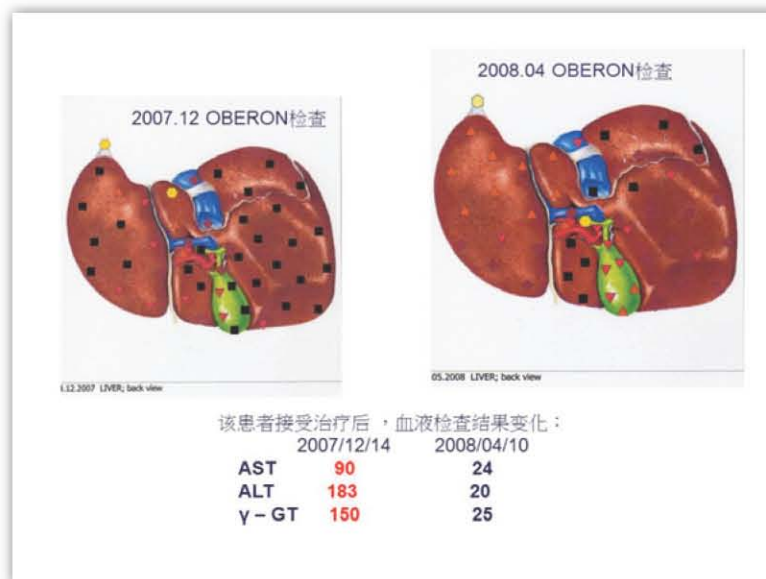 2007.12 OBERON检查
2008.04 OBERON检查
.12.2007 LIVER; back view
05.2008 LIVER; back view
该患者接受治疗后 ，血液检查结果变化：
2007/12/14 2008/04/10
AST 90 24
ALT 183 20
γ – GT 150 25